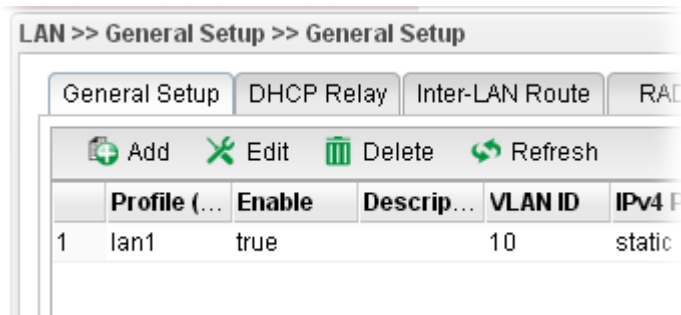 LAN >> General Setup >> General Setup
General Setup DHCP Relay Inter-LAN Route
Add Edit Delete Refresh
Profile (... Enable Descrip... VLAN ID IPv4
1 lan1 true 10 static